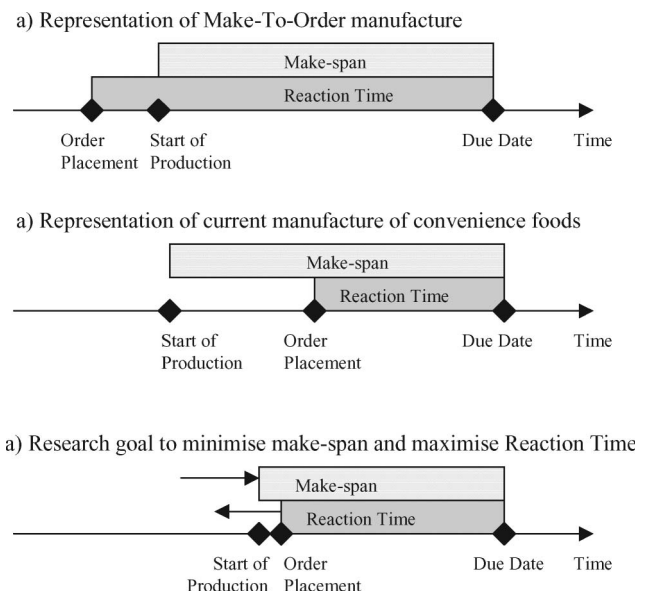 a) Representation of Make-To-Order manufacture
Make-span
Reaction Time
Order Placement
Start of Production
Due Date
Time
a) Representation of current manufacture of convenience foods
Make-span
Reaction Time
Start of Production
Order Placement
Due Date
Time
a) Research goal to minimise make-span and maximise Reaction Time
Make-span
Reaction Time
Start of Production
Order Placement
Due Date
Time